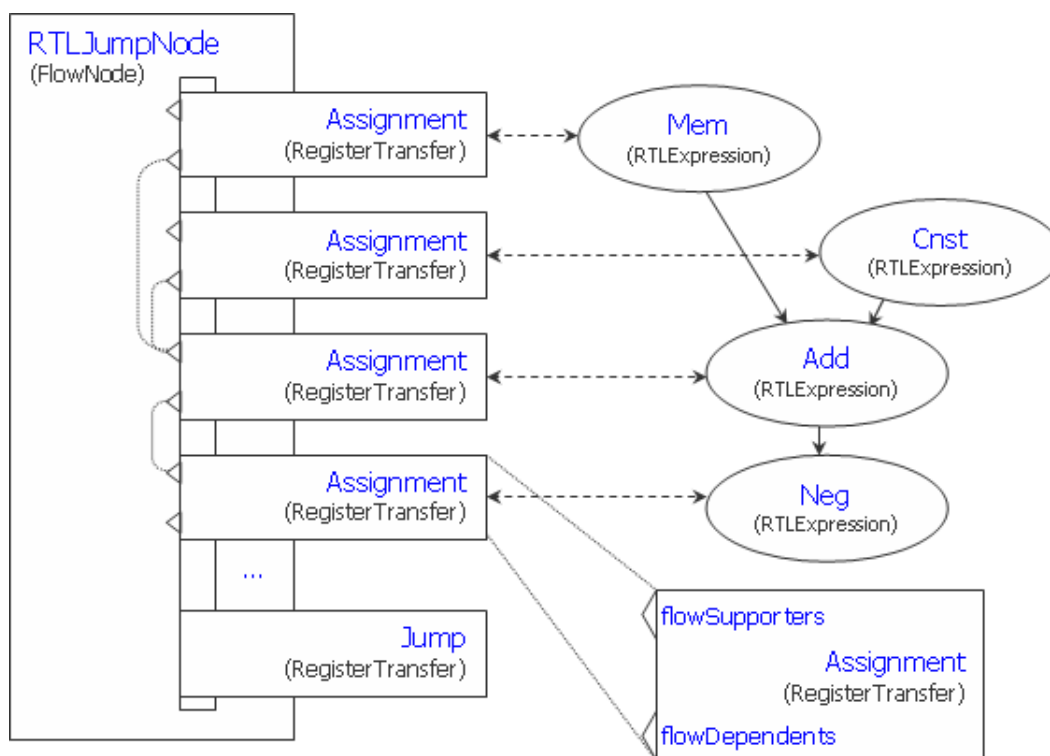 RTLJumpNode
(FlowNode)
Assignment
(RegisterTransfer)
Mem
(RTLExpression)
Assignment
(RegisterTransfer)
Cnst
(RTLExpression)
Assignment
(RegisterTransfer)
Add
(RTLExpression)
Assignment
(RegisterTransfer)
Neg
(RTLExpression)
...
Jump
(RegisterTransfer)
flowSupporters
Assignment
(RegisterTransfer)
flowDependents